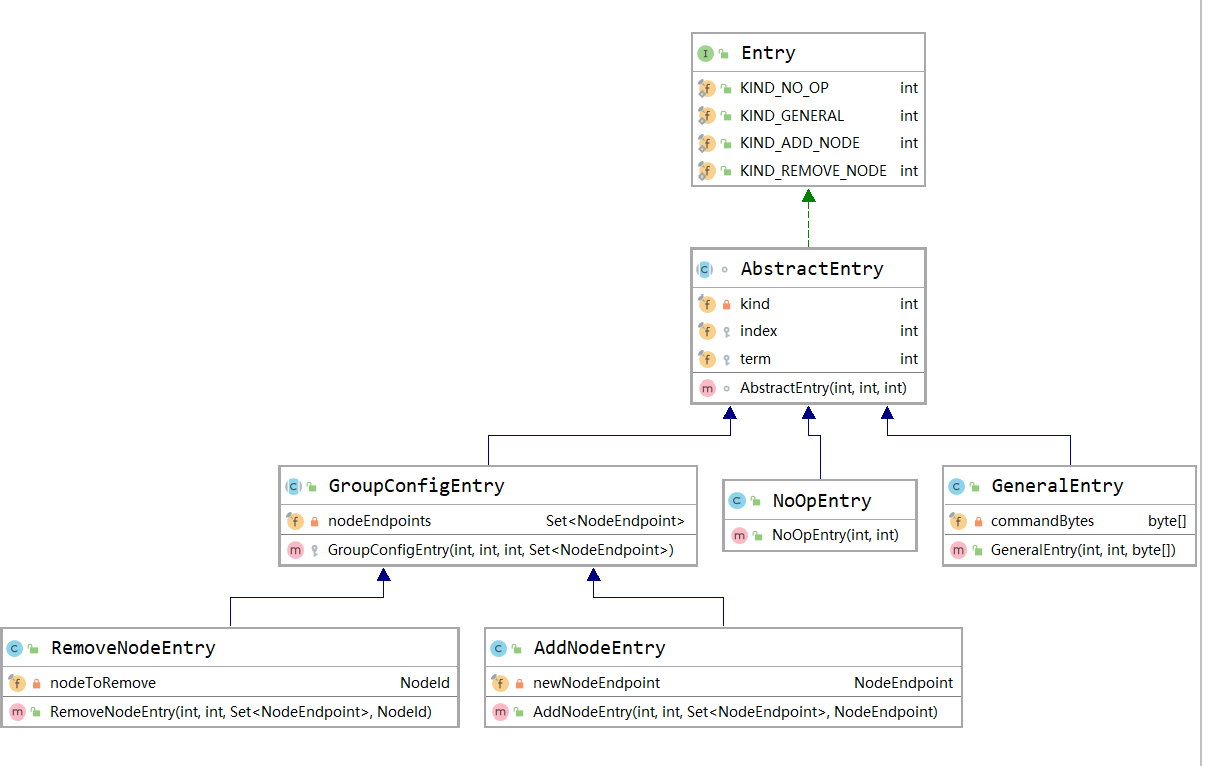 I Entry
f KIND_NO_OP int
f KIND_GENERAL int
f KIND_ADD_NODE int
f KIND_REMOVE_NODE int
C AbstractEntry
f kind int
f index int
f term int
m AbstractEntry(int, int, int)
C GroupConfigEntry
f nodeEndpoints Set<NodeEndpoint>
m GroupConfigEntry(int, int, int, Set<NodeEndpoint>)
C NoOpEntry
m NoOpEntry(int, int)
C GeneralEntry
f commandBytes byte[]
m GeneralEntry(int, int, byte[])
C RemoveNodeEntry
f nodeToRemove NodeId
m RemoveNodeEntry(int, int, Set<NodeEndpoint>, NodeId)
C AddNodeEntry
f newNodeEndpoint NodeEndpoint
m AddNodeEntry(int, int, Set<NodeEndpoint>, NodeEndpoint)